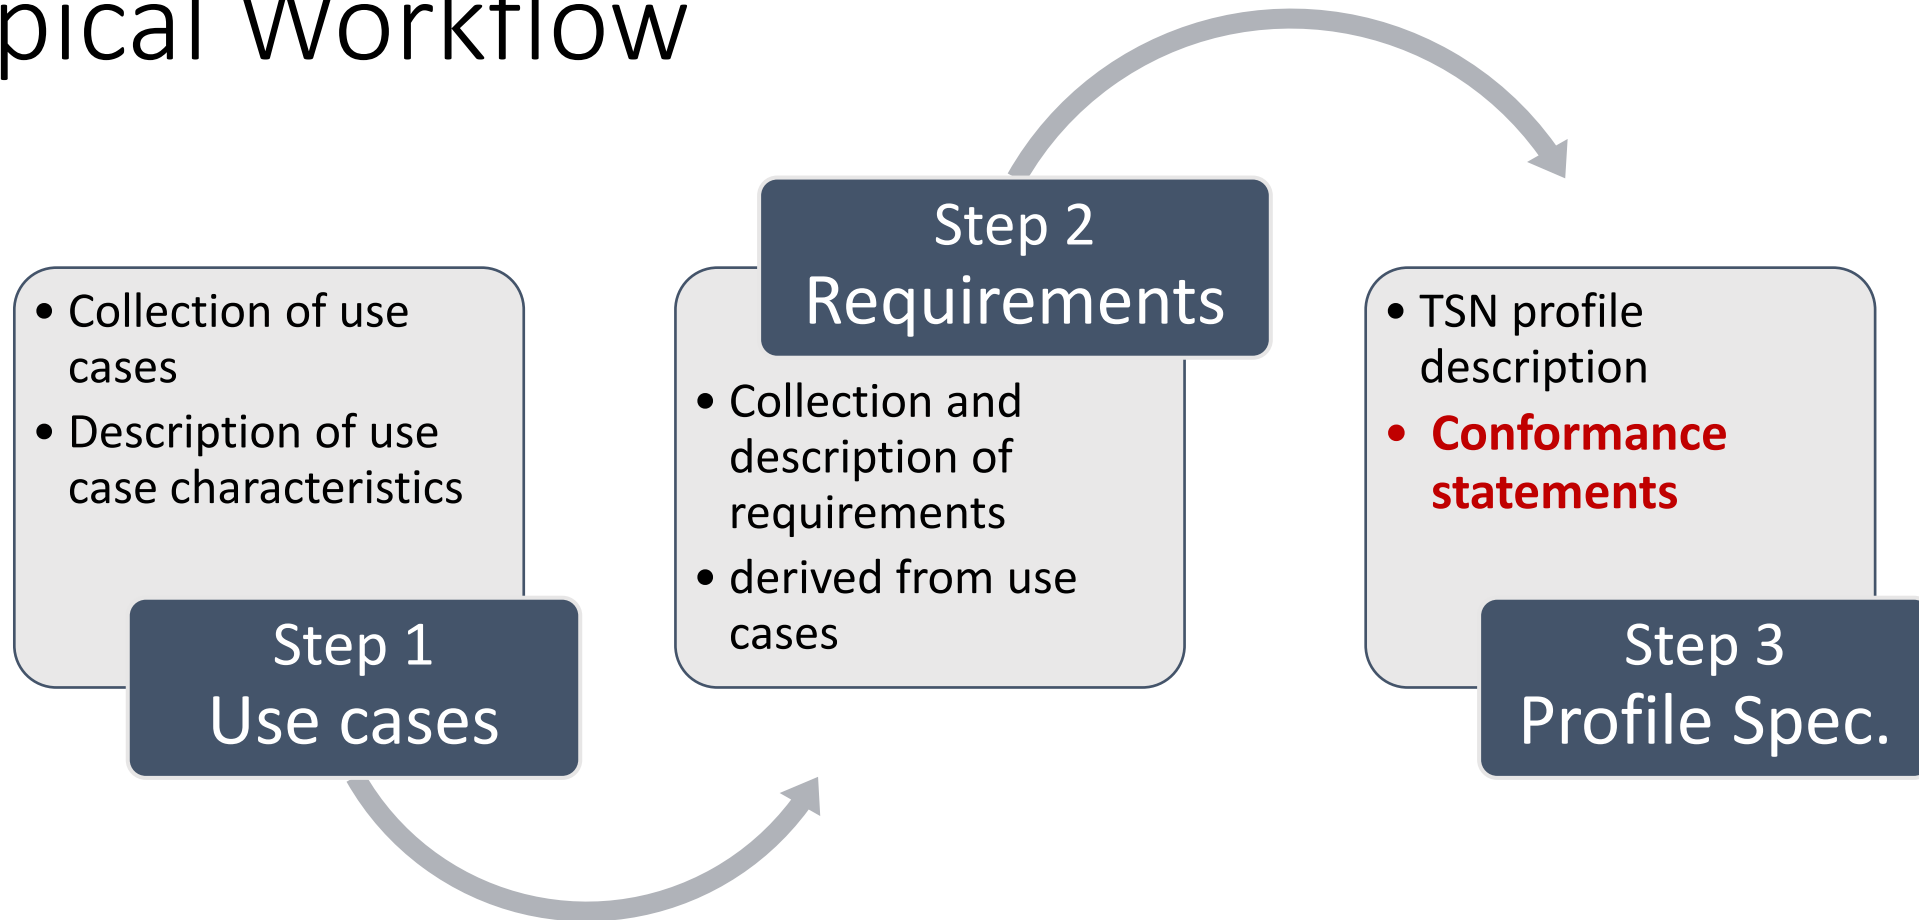 pical Workflow
• Collection of use
cases
• Description of use
case characteristics
Step 1
Use cases
Step 2
Requirements
• Collection and
description of
requirements
• derived from use
cases
• TSN profile
description
• Conformance
statements
Step 3
Profile Spec.